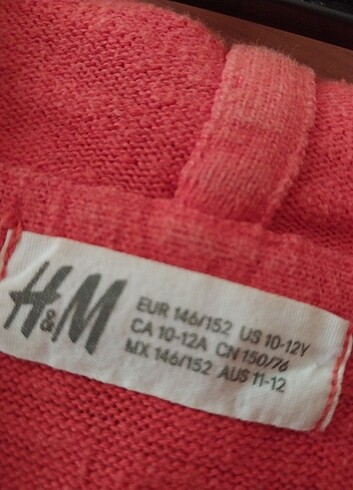 H&M
EUR 146/152 US 10-12Y
CA 10-12A CN 150/76
MX 146/152 AUS 11-12